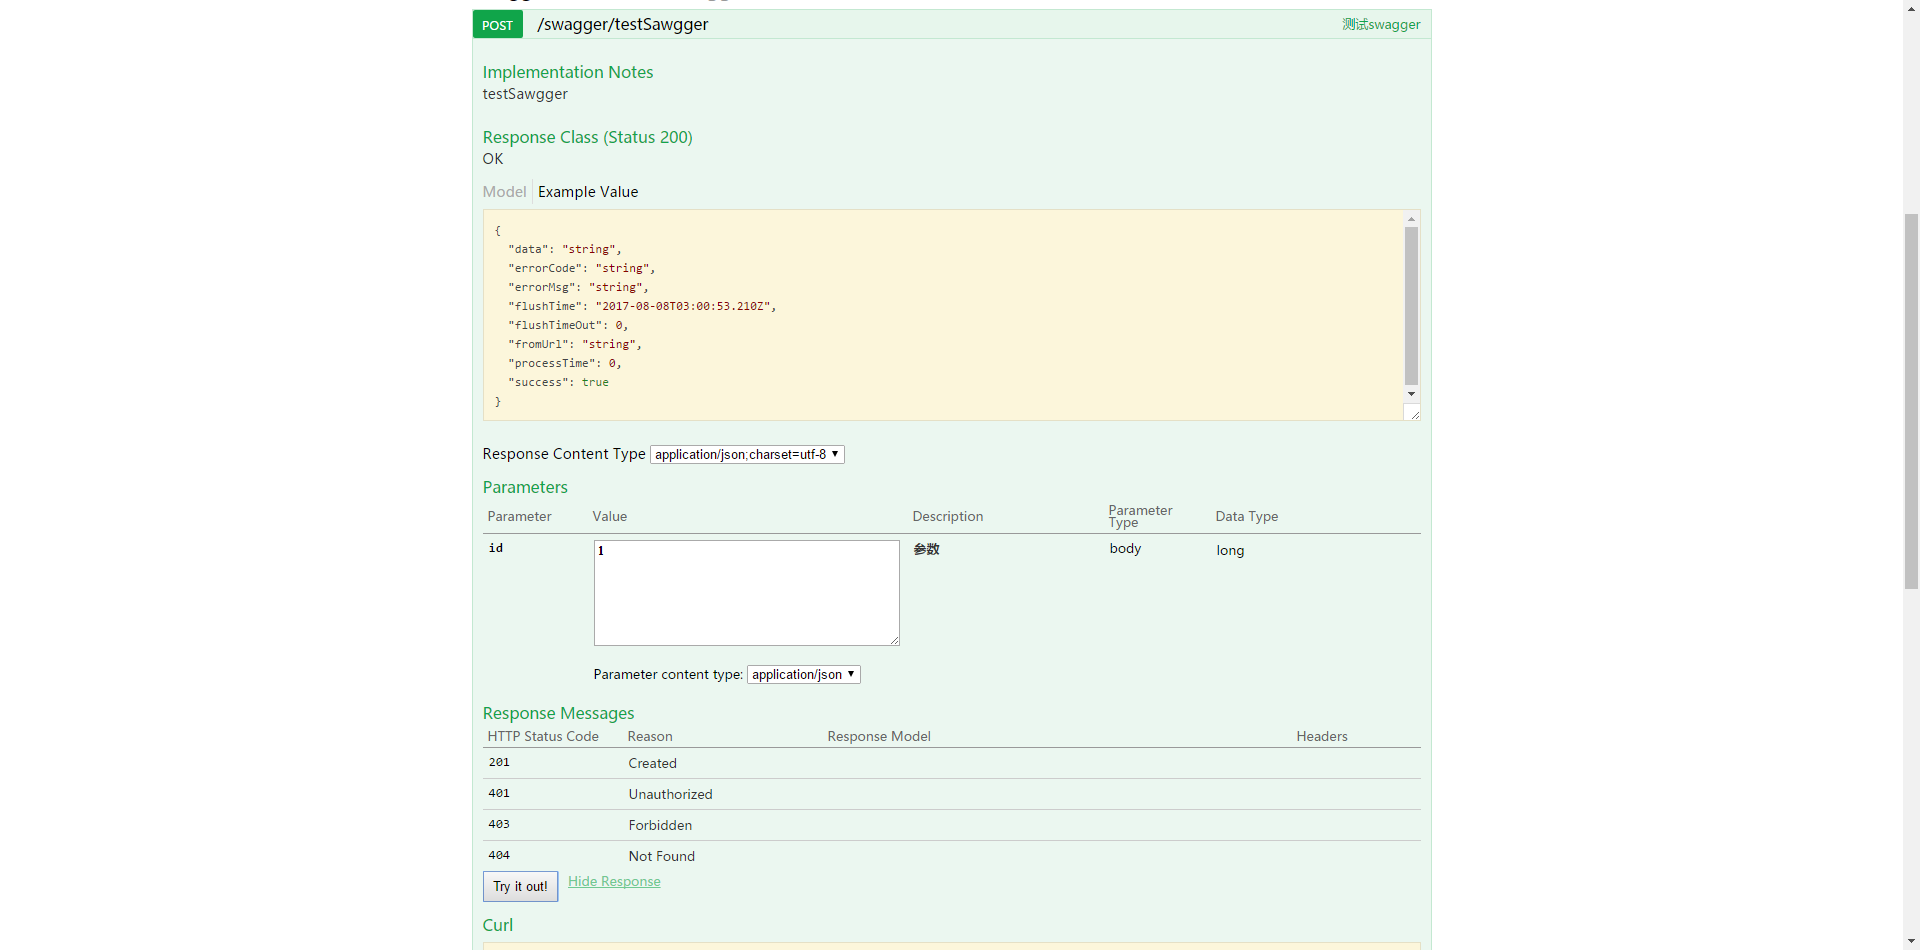 POST /swagger/testSawgger 测试swagger
Implementation Notes
testSawgger
Response Class (Status 200)
OK
Model Example Value
{
"data": "string",
"errorCode": "string",
"errorMsg": "string",
"flushTime": "2017-08-08T03:00:53.210Z",
"flushTimeOut": 0,
"fromUrl": "string",
"processTime": 0,
"success": true
}
Response Content Type application/json;charset=utf-8
Parameters
Parameter Value Description Parameter Type Data Type
id 1 参数 body long
Parameter content type: application/json
Response Messages
HTTP Status Code Reason Response Model Headers
201 Created
401 Unauthorized
403 Forbidden
404 Not Found
Try it out! Hide Response
Curl